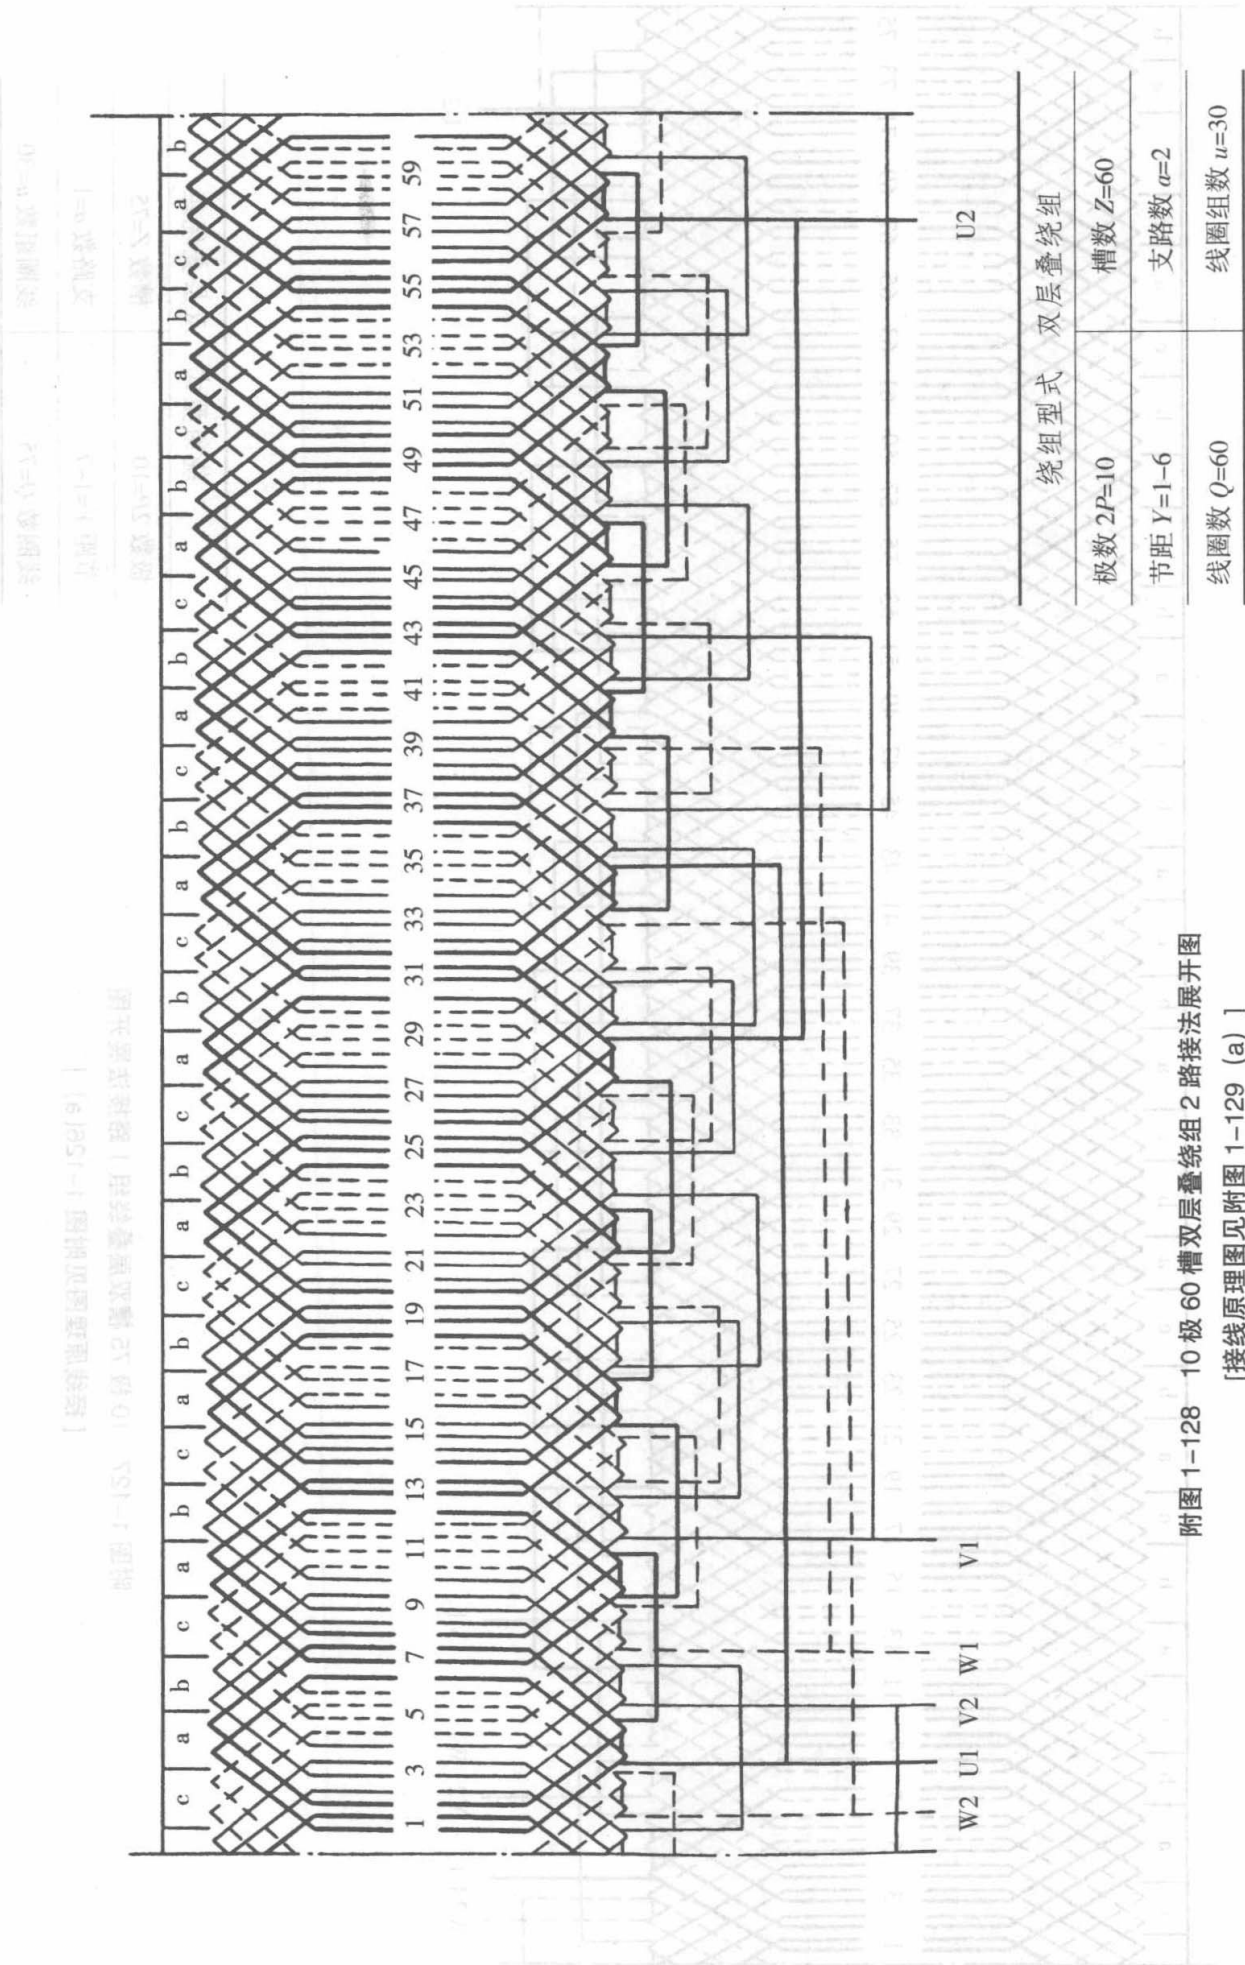 c a b c a b c a b c a b c a b c a b c a b c a b c a b c a b
1 3 5 7 9 11 13 15 17 19 21 23 25 27 29 31 33 35 37 39 41 43 45 47 49 51 53 55 57 59
W2 U1 V2 W1 V1 U2
绕组型式 双层叠绕组
极数 2P=10 槽数 Z=60
节距 Y=1-6 支路数 a=2
线圈数 Q=60 线圈组数 u=30
附图 1-128 10 极 60 槽双层叠绕组 2 路接法展开图
[接线原理图见附图 1-129 (a) ]